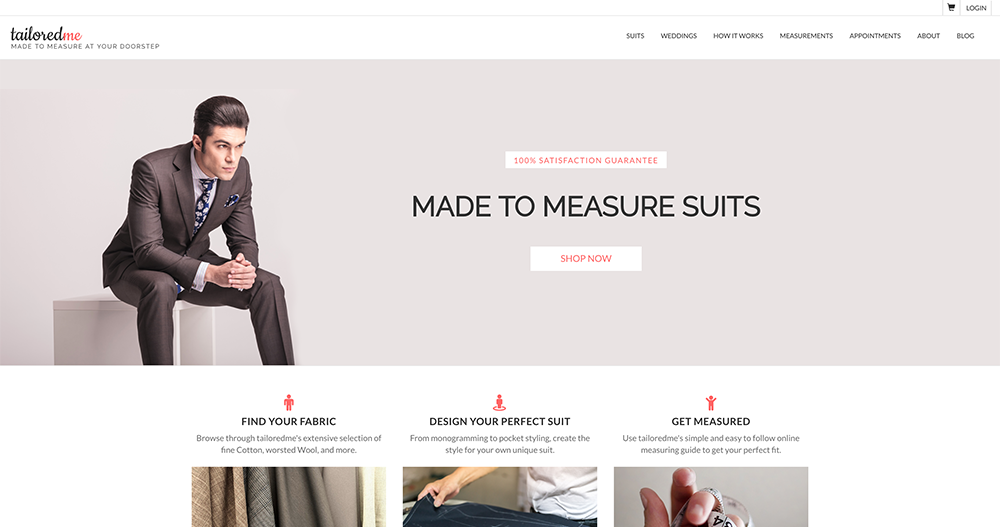 LOGIN
tailoredme
MADE TO MEASURE AT YOUR DOORSTEP
SUITS WEDDINGS HOW IT WORKS MEASUREMENTS APPOINTMENTS ABOUT BLOG
100% SATISFACTION GUARANTEE
MADE TO MEASURE SUITS
SHOP NOW
FIND YOUR FABRIC
Browse through tailoredme's extensive selection of
fine Cotton, worsted Wool, and more.
DESIGN YOUR PERFECT SUIT
From monogramming to pocket styling, create the
style for your own unique suit.
GET MEASURED
Use tailoredme's simple and easy to follow online
measuring guide to get your perfect fit.